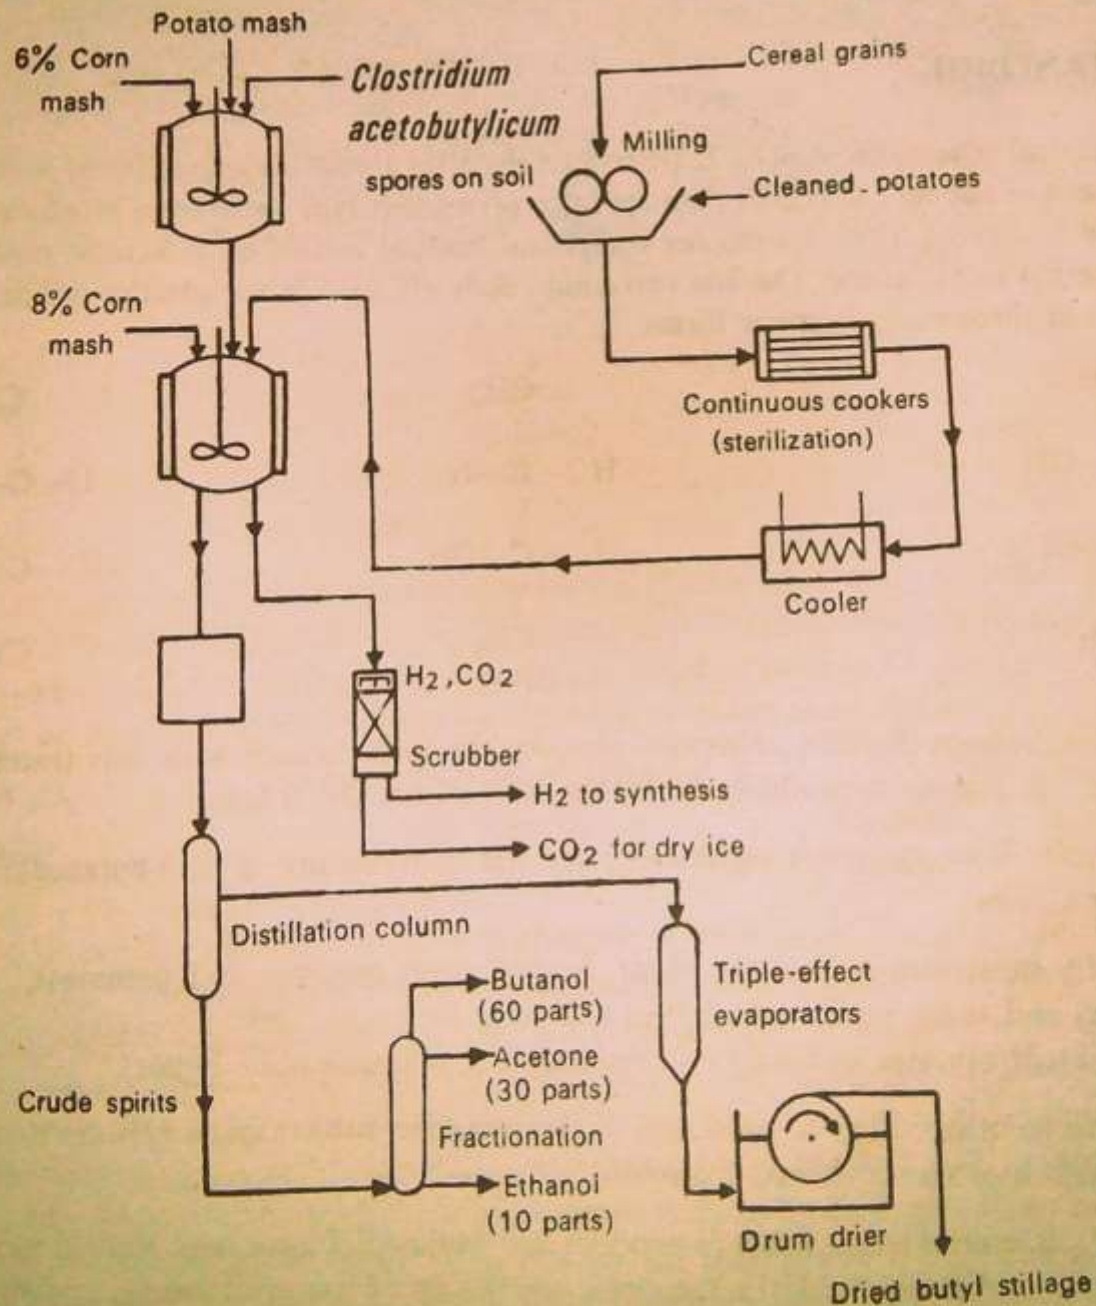 Potato mash
6% Corn
mash
Clostridium
acetobutylicum
spores on soil
Cereal grains
Milling
Cleaned potatoes
8% Corn
mash
Continuous cookers
(sterilization)
Cooler
H2, CO2
Scrubber
H2 to synthesis
CO2 for dry ice
Distillation column
Triple-effect
evaporators
Butanol
(60 parts)
Acetone
(30 parts)
Crude spirits
Fractionation
Ethanol
(10 parts)
Drum drier
Dried butyl stillage